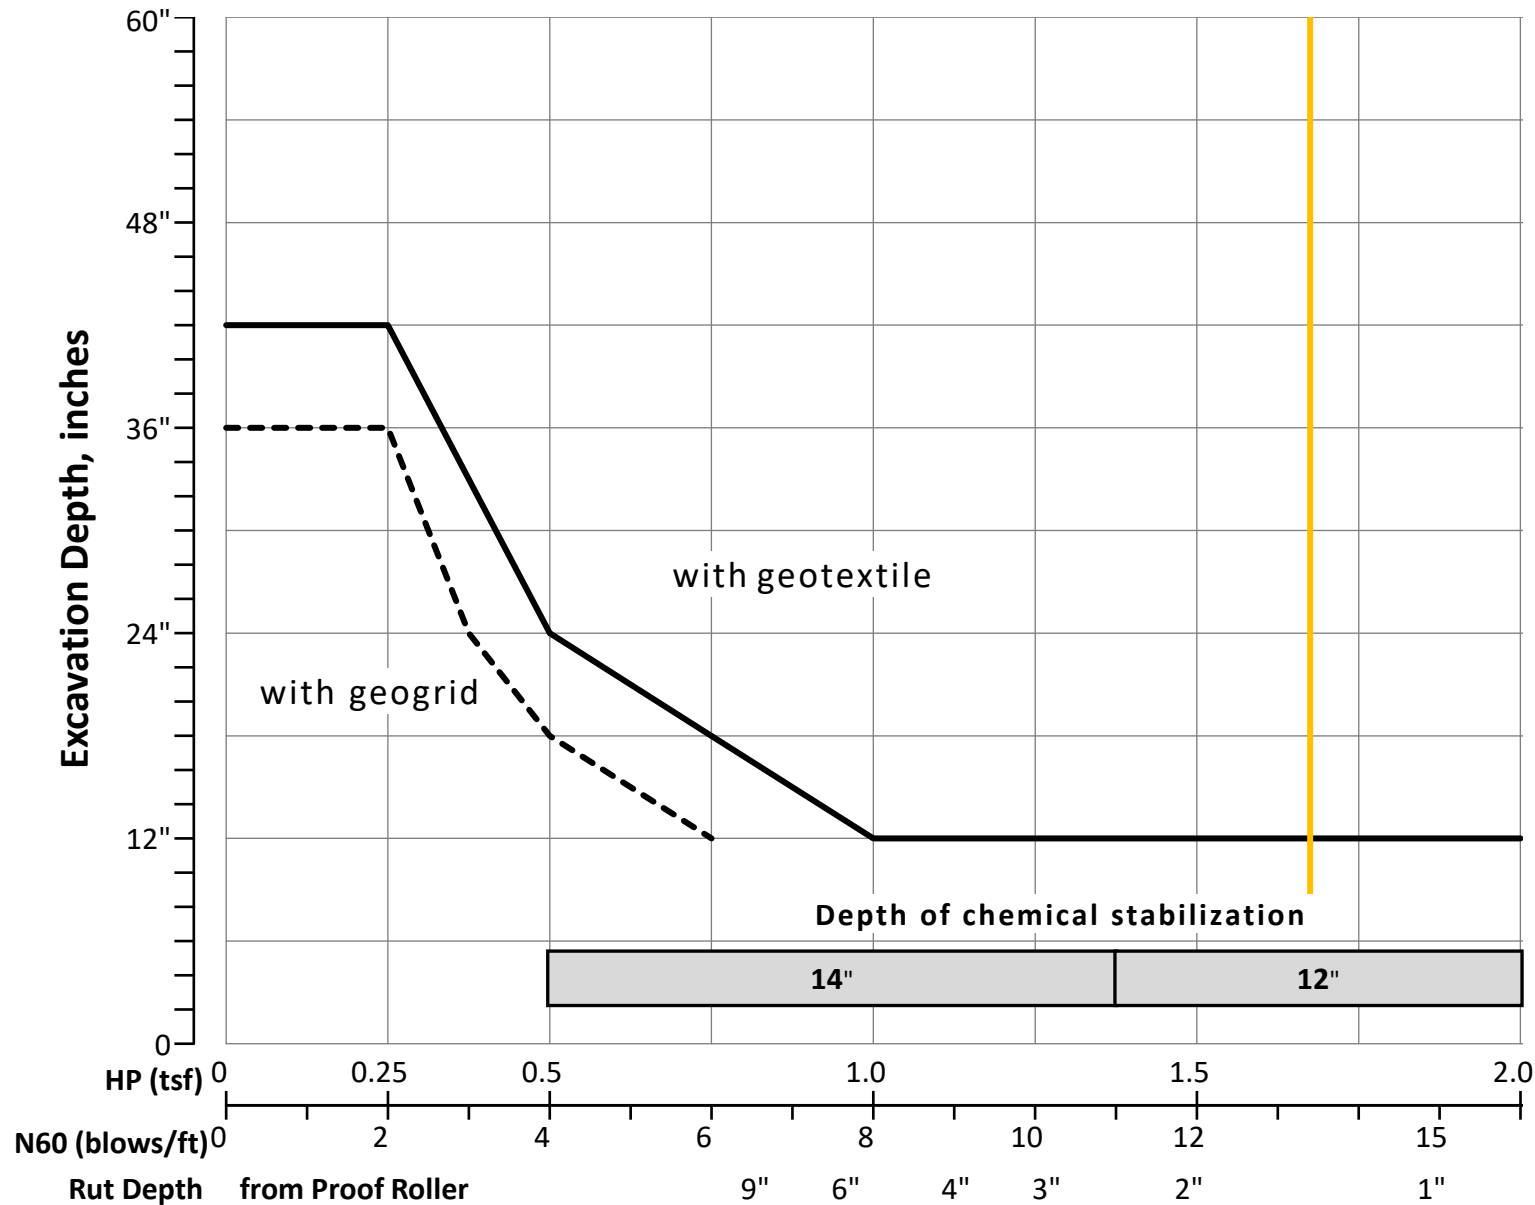 60"
48"
36"
24"
12"
0
Excavation Depth, inches
with geotextile
with geogrid
Depth of chemical stabilization
14" 12"
HP (tsf) 0 0.25 0.5 1.0 1.5 2.0
N60 (blows/ft) 0 2 4 6 8 10 12 15
Rut Depth from Proof Roller 9" 6" 4" 3" 2" 1"